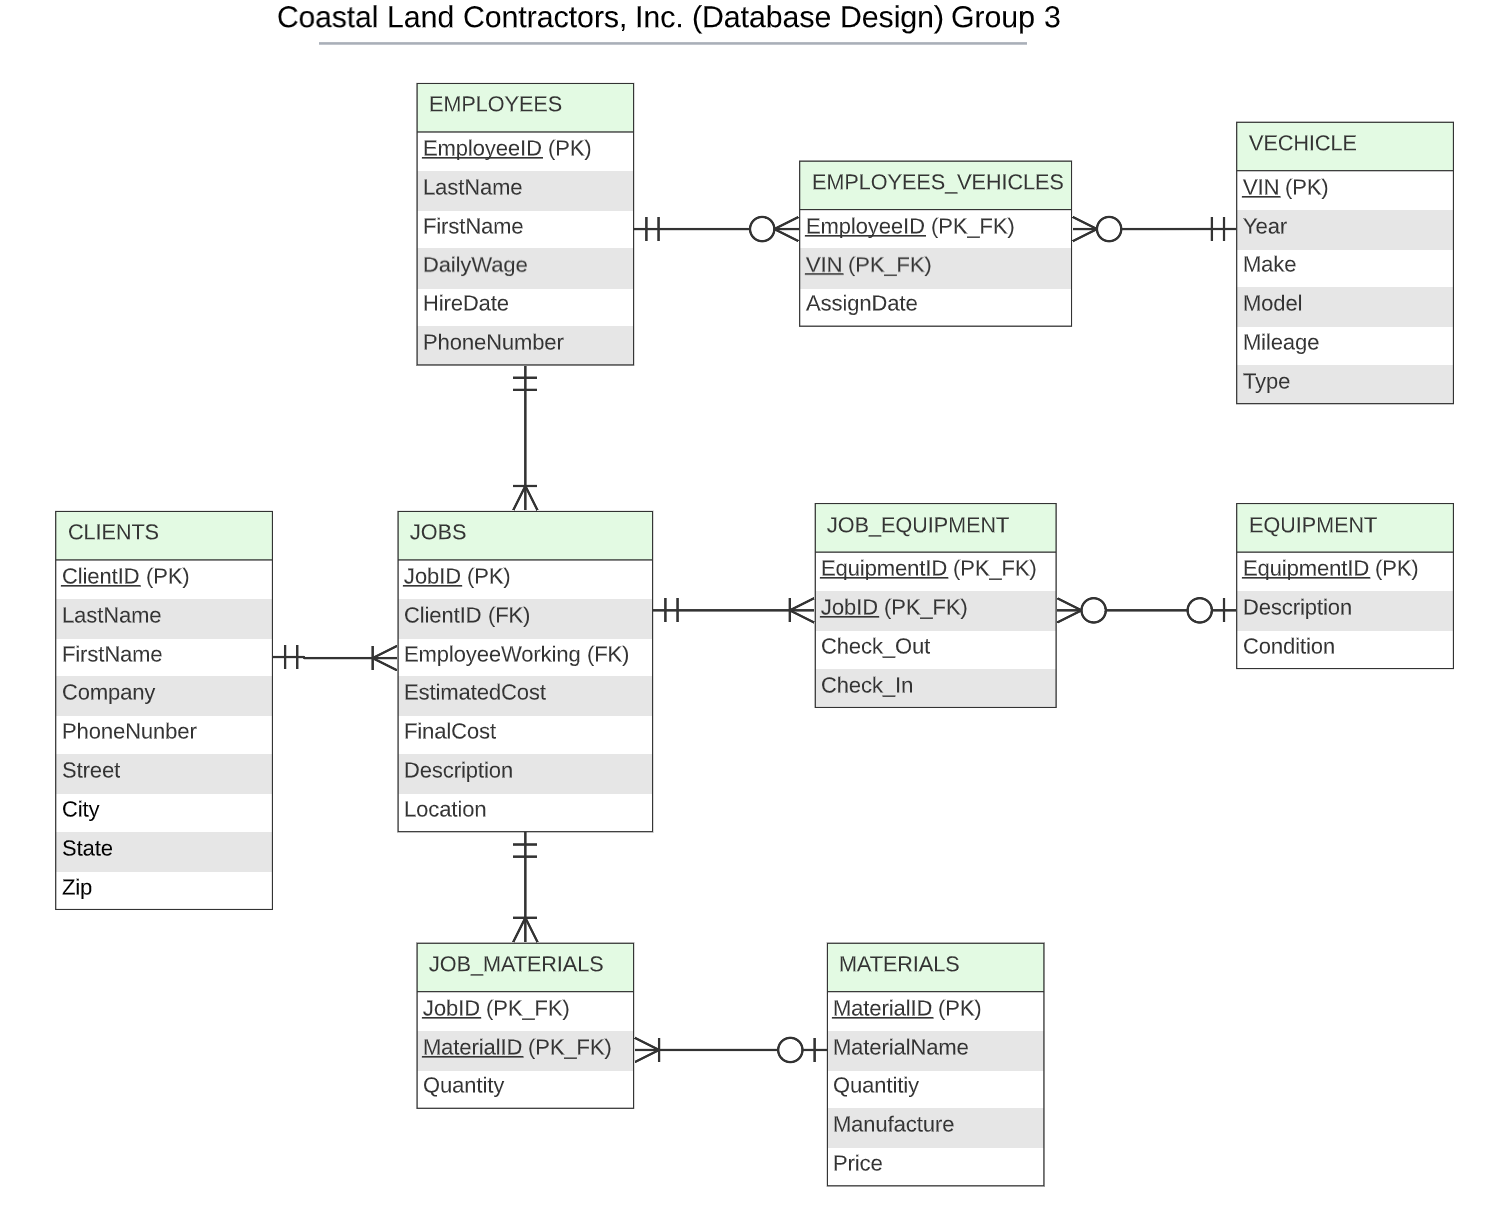 Coastal Land Contractors, Inc. (Database Design) Group 3
EMPLOYEES
EmployeeID (PK)
LastName
FirstName
DailyWage
HireDate
PhoneNumber
EMPLOYEES_VEHICLES
EmployeeID (PK_FK)
VIN (PK_FK)
AssignDate
VECHICLE
VIN (PK)
Year
Make
Model
Mileage
Type
CLIENTS
ClientID (PK)
LastName
FirstName
Company
PhoneNunber
Street
City
State
Zip
JOBS
JobID (PK)
ClientID (FK)
EmployeeWorking (FK)
EstimatedCost
FinalCost
Description
Location
JOB_EQUIPMENT
EquipmentID (PK_FK)
JobID (PK_FK)
Check_Out
Check_In
EQUIPMENT
EquipmentID (PK)
Description
Condition
JOB_MATERIALS
JobID (PK_FK)
MaterialID (PK_FK)
Quantity
MATERIALS
MaterialID (PK)
MaterialName
Quantitiy
Manufacture
Price